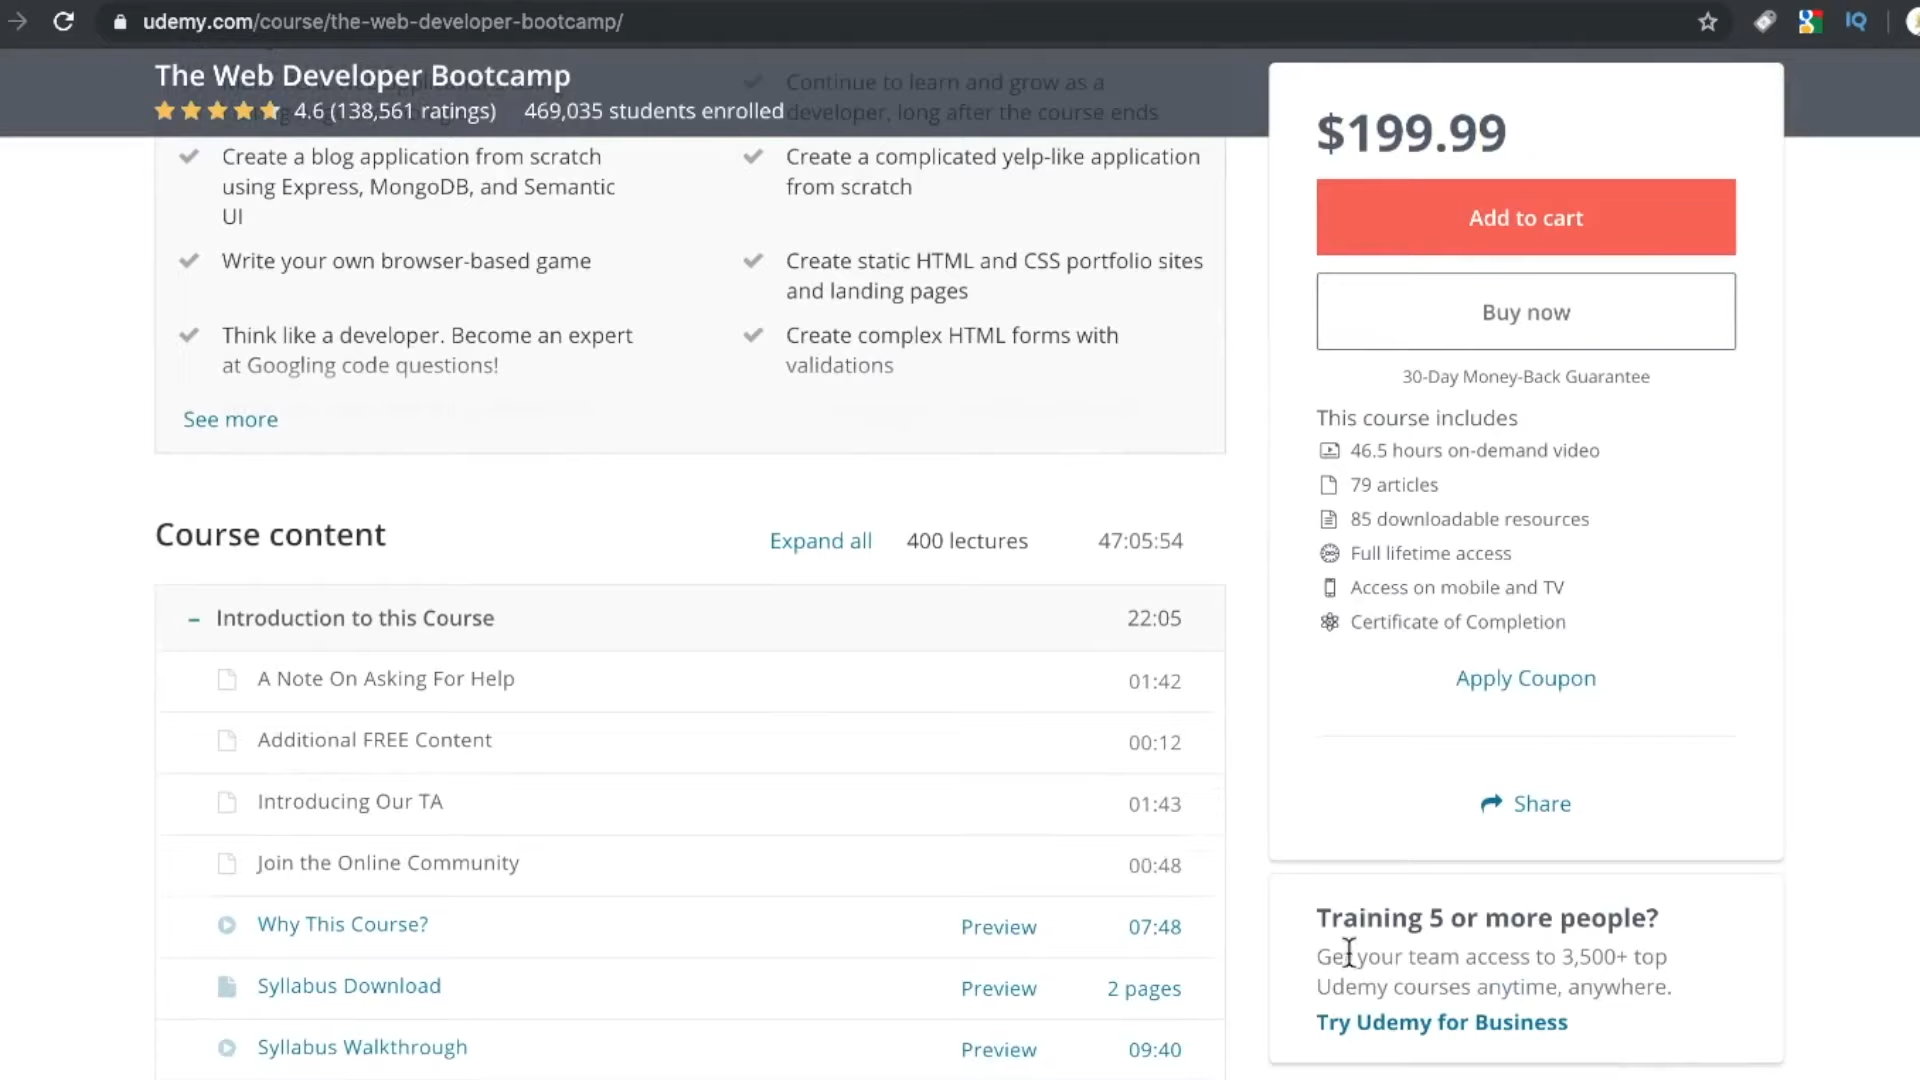 udemy.com/course/the-web-developer-bootcamp/
IQ
The Web Developer Bootcamp
4.6 (138,561 ratings) 469,035 students enrolled
Continue to learn and grow as a
developer, long after the course ends
Create a blog application from scratch
using Express, MongoDB, and Semantic
UI
Create a complicated yelp-like application
from scratch
Write your own browser-based game
Create static HTML and CSS portfolio sites
and landing pages
Think like a developer. Become an expert
at Googling code questions!
Create complex HTML forms with
validations
See more
Course content
Expand all 400 lectures 47:05:54
Introduction to this Course 22:05
A Note On Asking For Help 01:42
Additional FREE Content 00:12
Introducing Our TA 01:43
Join the Online Community 00:48
Why This Course? Preview 07:48
Syllabus Download Preview 2 pages
Syllabus Walkthrough Preview 09:40
$199.99
Add to cart
Buy now
30-Day Money-Back Guarantee
This course includes
46.5 hours on-demand video
79 articles
85 downloadable resources
Full lifetime access
Access on mobile and TV
Certificate of Completion
Apply Coupon
Share
Training 5 or more people?
Get your team access to 3,500+ top
Udemy courses anytime, anywhere.
Try Udemy for Business